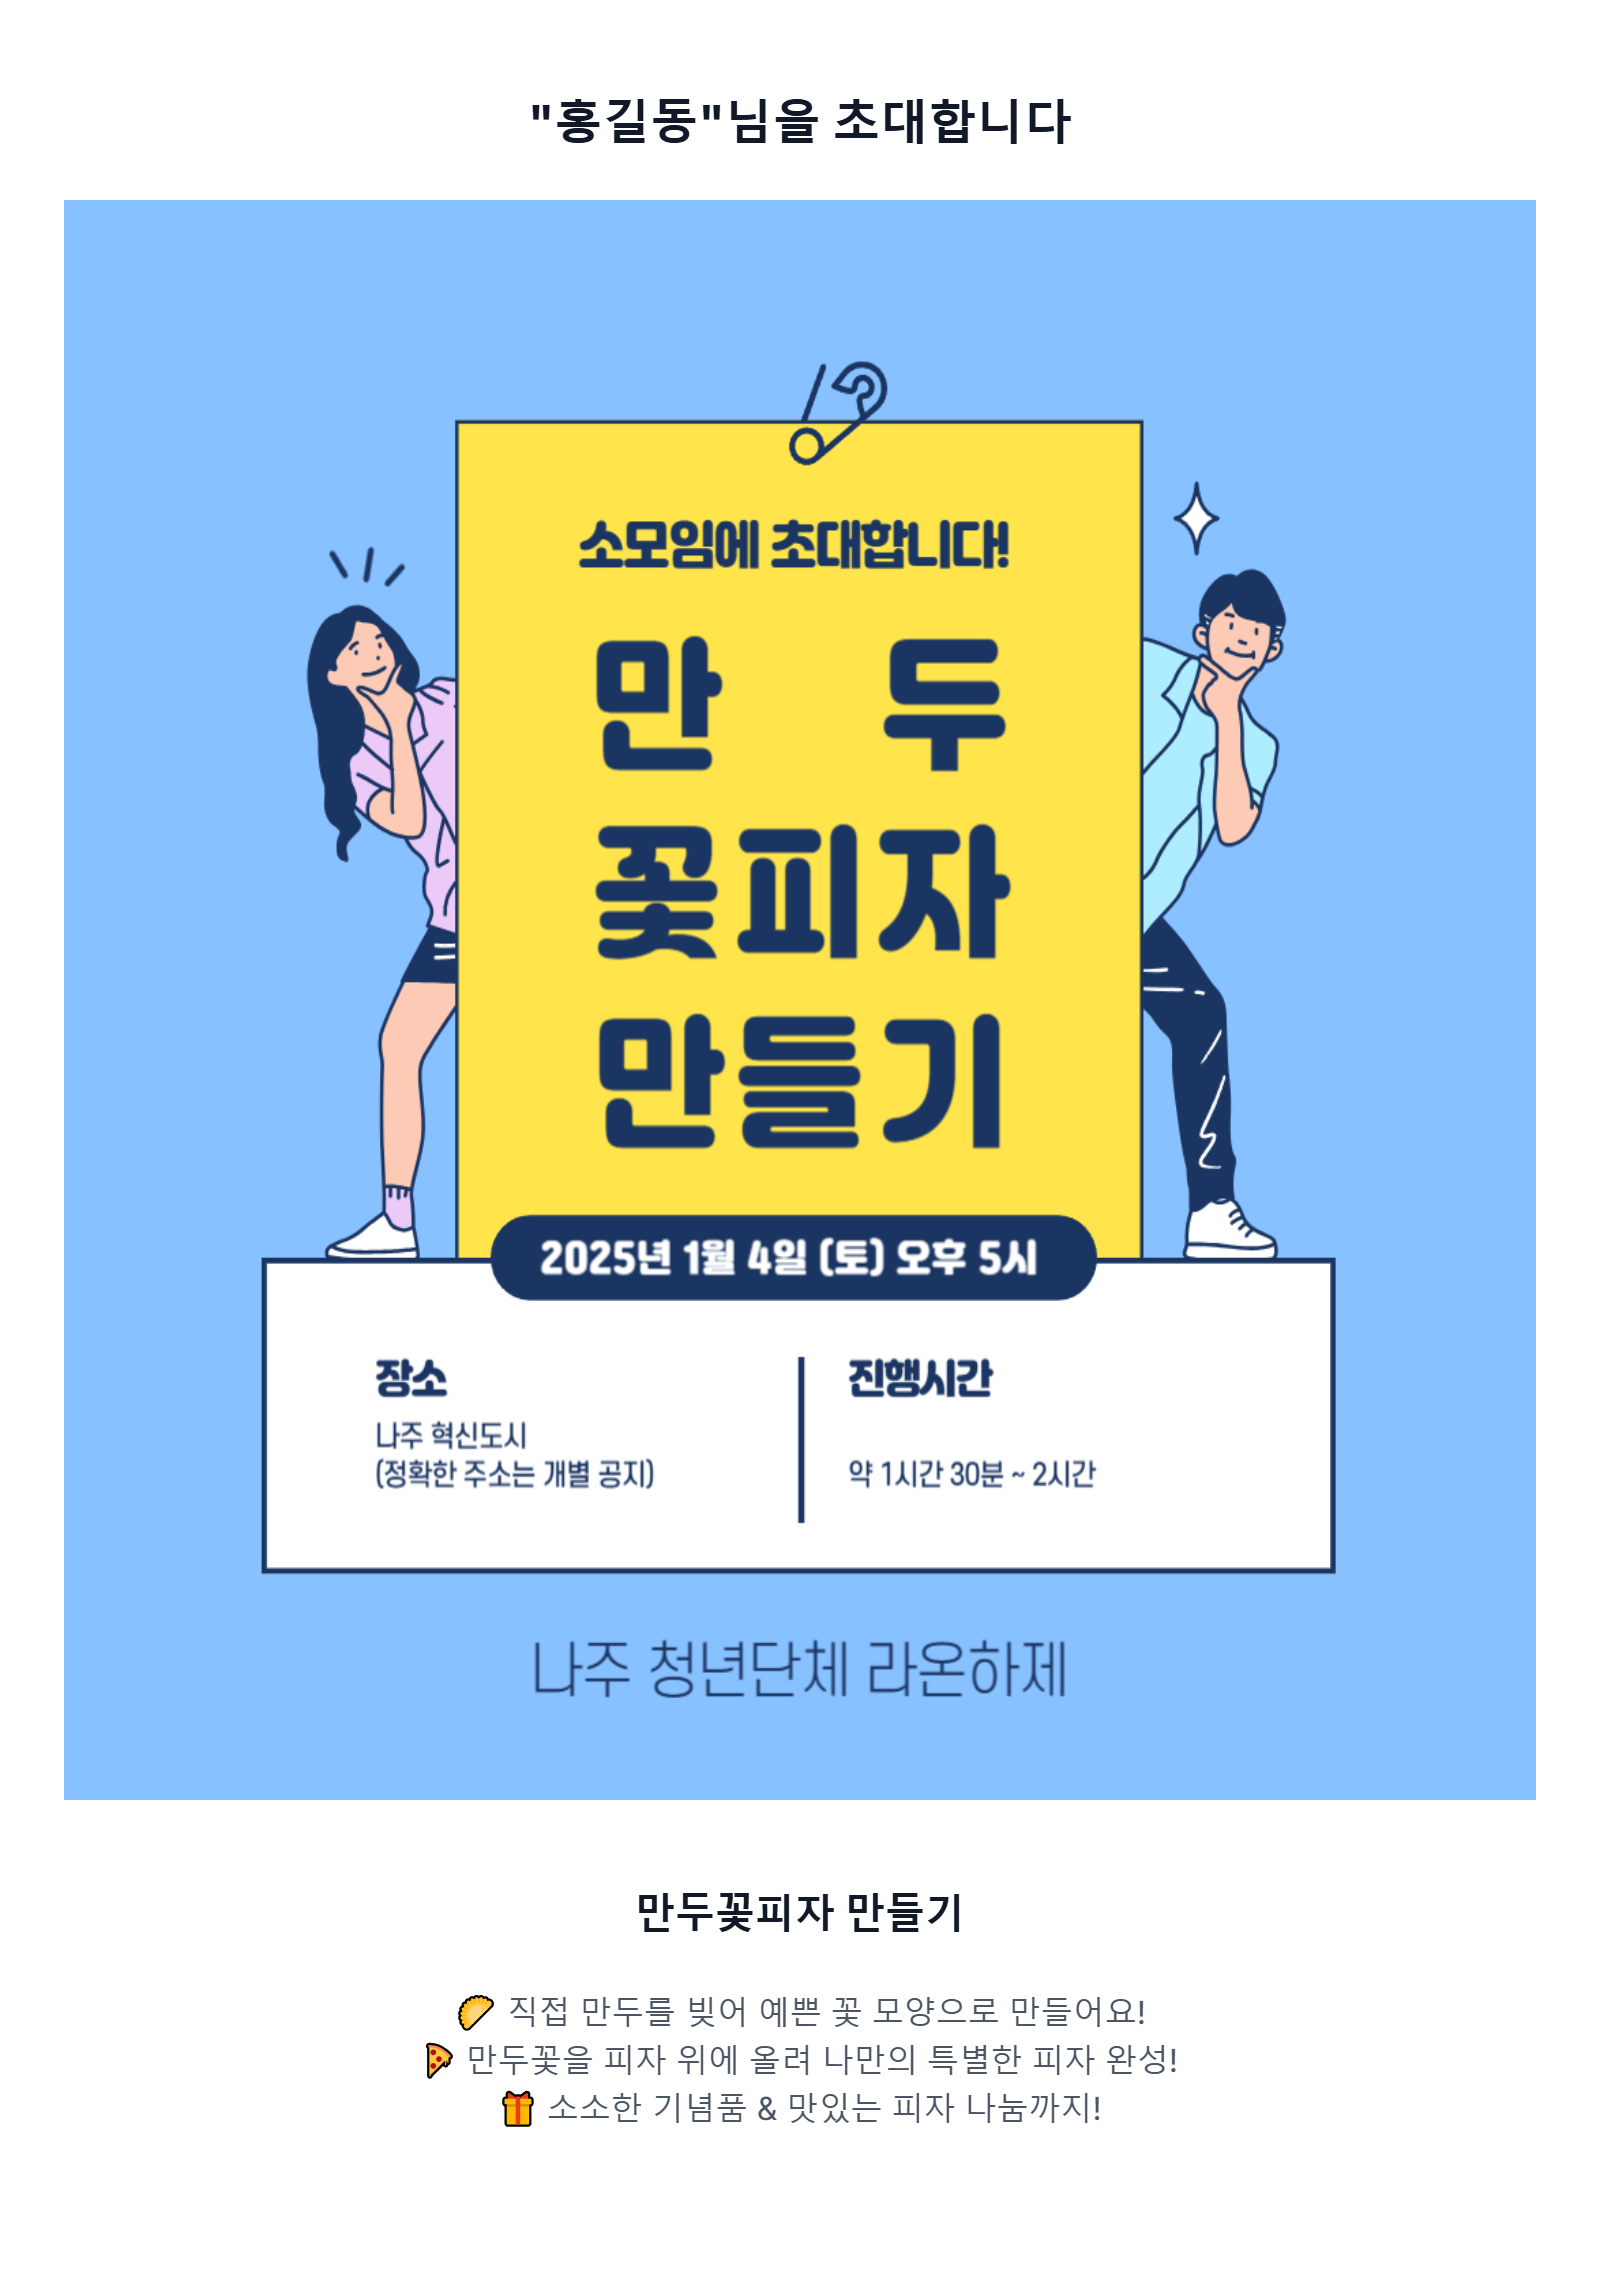 "홍길동"님을 초대합니다
소모임에 초대합니다!
만 두
꽃피자
만들기
2025년 1월 4일 (토) 오후 5시
장소
나주 혁신도시
(정확한 주소는 개별 공지)
진행시간
약 1시간 30분 ~ 2시간
나주 청년단체 라온하제
만두꽃피자 만들기
🥟 직접 만두를 빚어 예쁜 꽃 모양으로 만들어요!
🍕 만두꽃을 피자 위에 올려 나만의 특별한 피자 완성!
🎁 소소한 기념품 & 맛있는 피자 나눔까지!